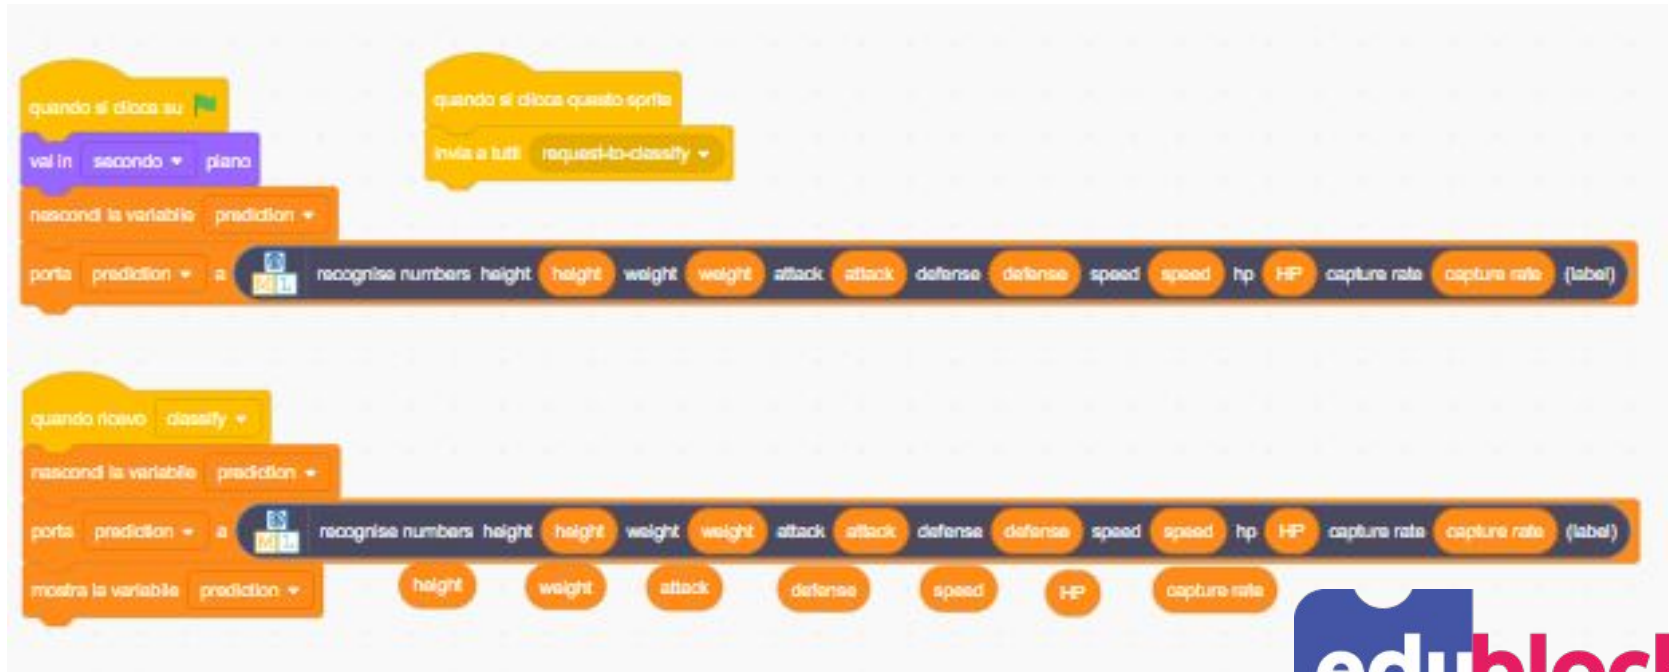 quando si clicca su
vai in secondo piano
nascondi la variabile prediction
porta prediction a ML recognise numbers height height weight weight attack attack defense defense speed speed hp HP capture rate capture rate (label)
quando si clicca questo sprite
invia a tutti request-to-classify
quando ricevo classify
nascondi la variabile prediction
porta prediction a ML recognise numbers height height weight weight attack attack defense defense speed speed hp HP capture rate capture rate (label)
mostra la variabile prediction
height weight attack defense speed HP capture rate
edublock